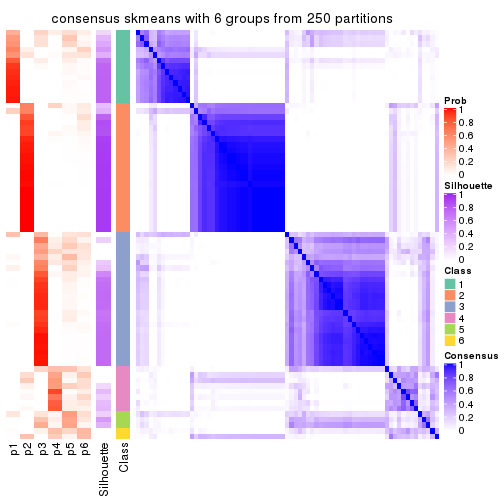 consensus skmeans with 6 groups from 250 partitions
Prob
1
0.8
0.6
0.4
0.2
0
Silhouette
1
0.8
0.6
0.4
0.2
0
Class
1
2
3
4
5
6
Consensus
1
0.8
0.6
0.4
0.2
0
p1
p2
p3
p4
p5
p6
Silhouette
Class